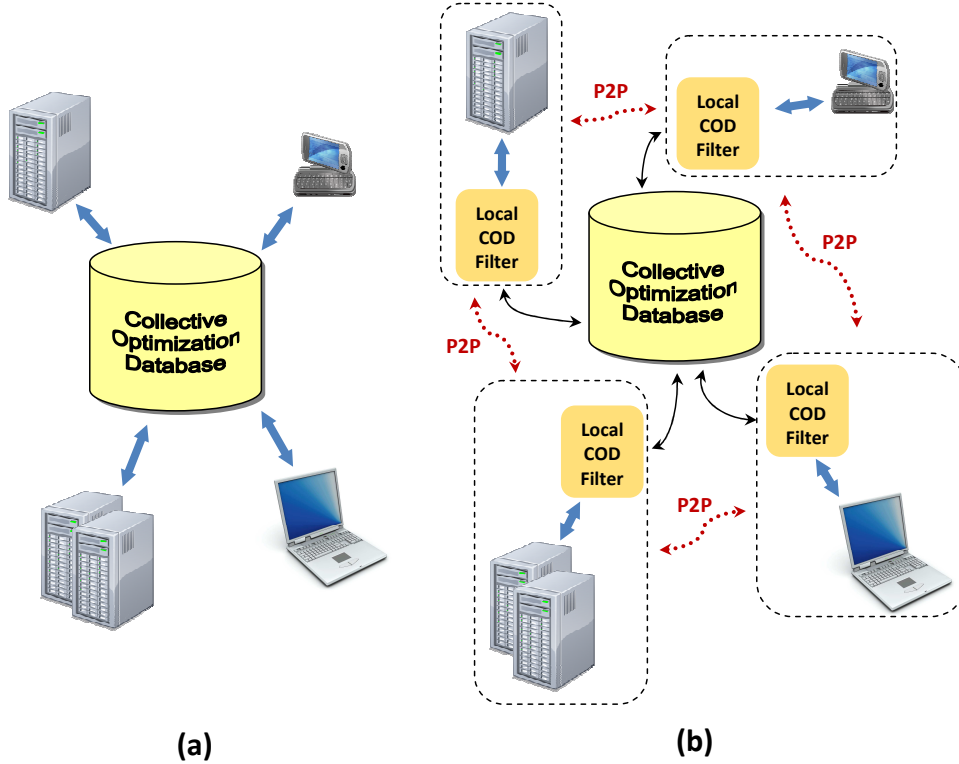 Collective
Optimization
Database
(a)
P2P
Local
COD
Filter
Local
COD
Filter
P2P
Collective
Optimization
Database
P2P
Local
COD
Filter
Local
COD
Filter
P2P
(b)